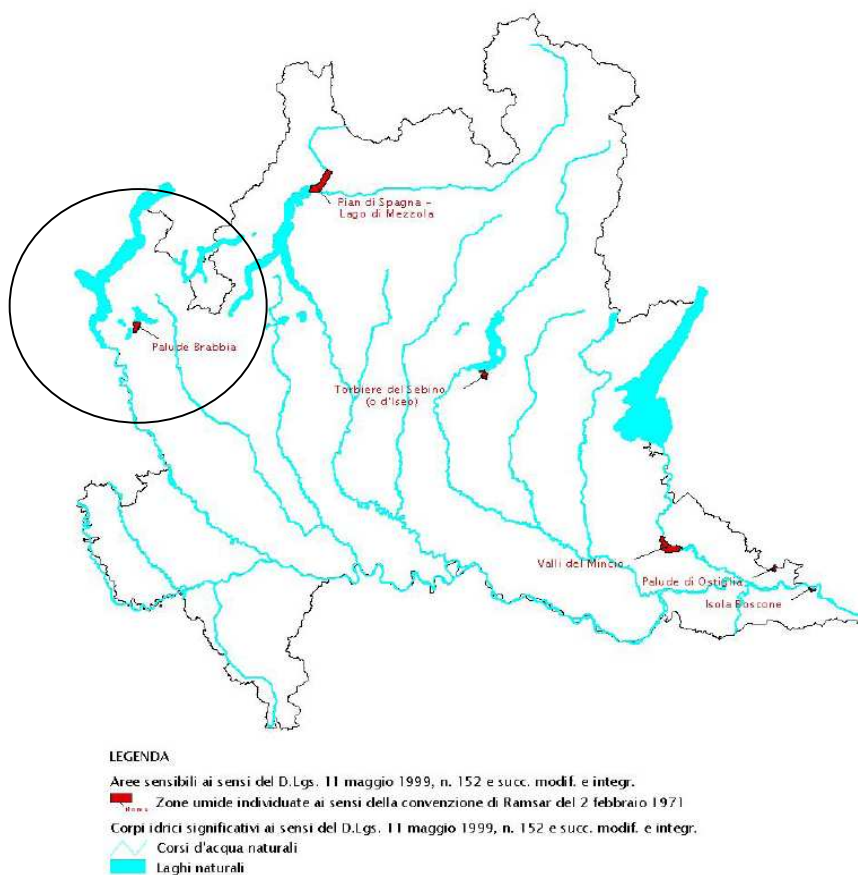 Pian di Spagna -
Lago di Mezzola
Palude Brabbia
Torbiere del Sebino
(o d'Iseo)
Valli del Mincio
Palude di Ostiglia
Isola Boscone
LEGENDA
Aree sensibili ai sensi del D.Lgs. 11 maggio 1999, n. 152 e succ. modif. e integr.
Zone umide individuate ai sensi della convenzione di Ramsar del 2 febbraio 1971
Corpi idrici significativi ai sensi del D.Lgs. 11 maggio 1999, n. 152 e succ. modif. e integr.
Corsi d'acqua naturali
Laghi naturali